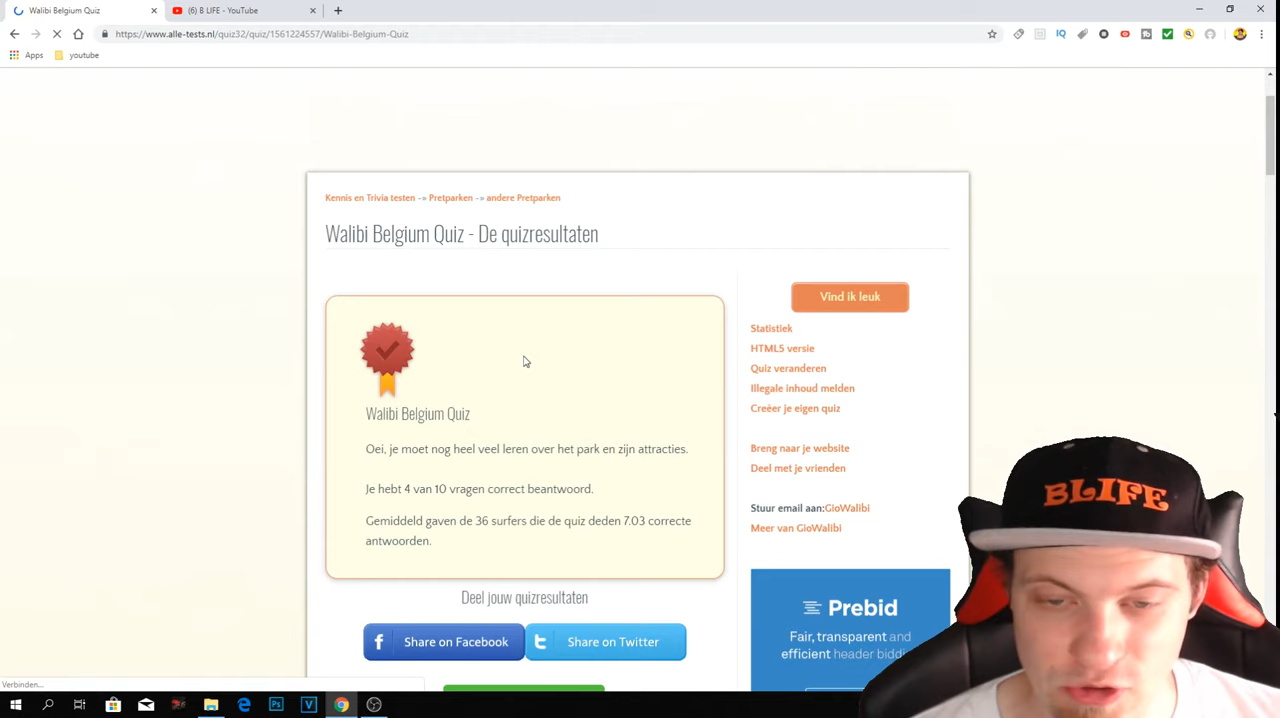 Walibi Belgium Quiz
(6) B LIFE - YouTube
https://www.alle-tests.nl/quiz32/quiz/1561224557/Walibi-Belgium-Quiz
Apps
youtube
Kennis en Trivia testen -» Pretparken -» andere Pretparken
Walibi Belgium Quiz - De quizresultaten
Walibi Belgium Quiz
Oei, je moet nog heel veel leren over het park en zijn attracties.
Je hebt 4 van 10 vragen correct beantwoord.
Gemiddeld gaven de 36 surfers die de quiz deden 7.03 correcte
antwoorden.
Deel jouw quizresultaten
f Share on Facebook
Share on Twitter
Vind ik leuk
Statistiek
HTML5 versie
Quiz veranderen
Illegale inhoud melden
Creëer je eigen quiz
Breng naar je website
Deel met je vrienden
Stuur email aan:GioWalibi
Meer van GioWalibi
Prebid
Fair, transparent and
efficient header
BLIFE
Verbinden...
IQ
Ps
V